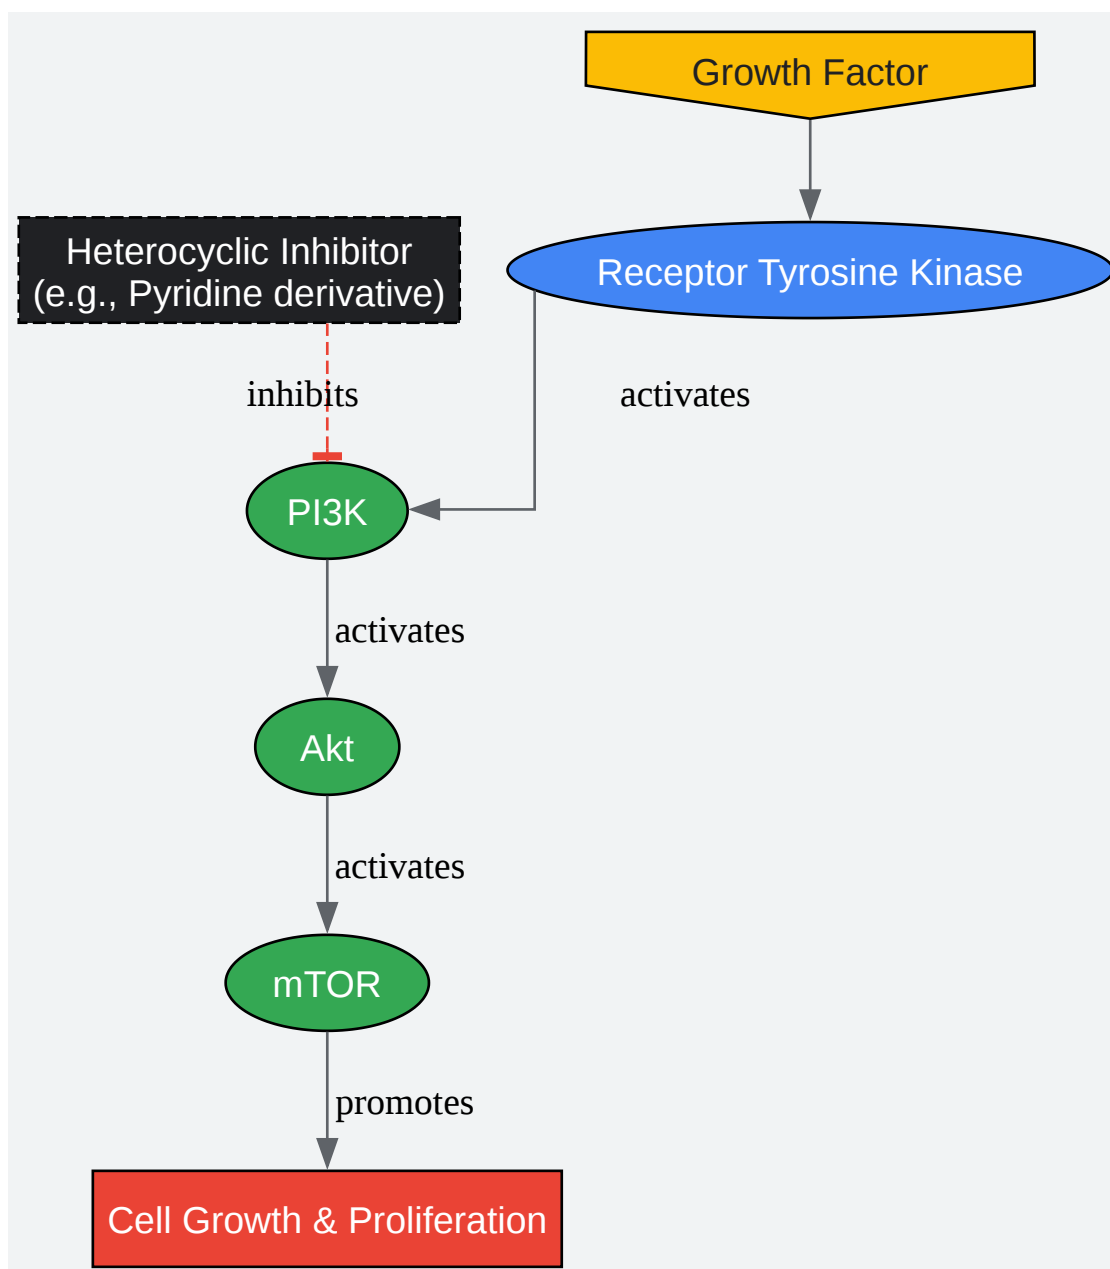 Growth Factor
Heterocyclic Inhibitor
(e.g., Pyridine derivative)
Receptor Tyrosine Kinase
inhibits
activates
PI3K
activates
Akt
activates
mTOR
promotes
Cell Growth & Proliferation